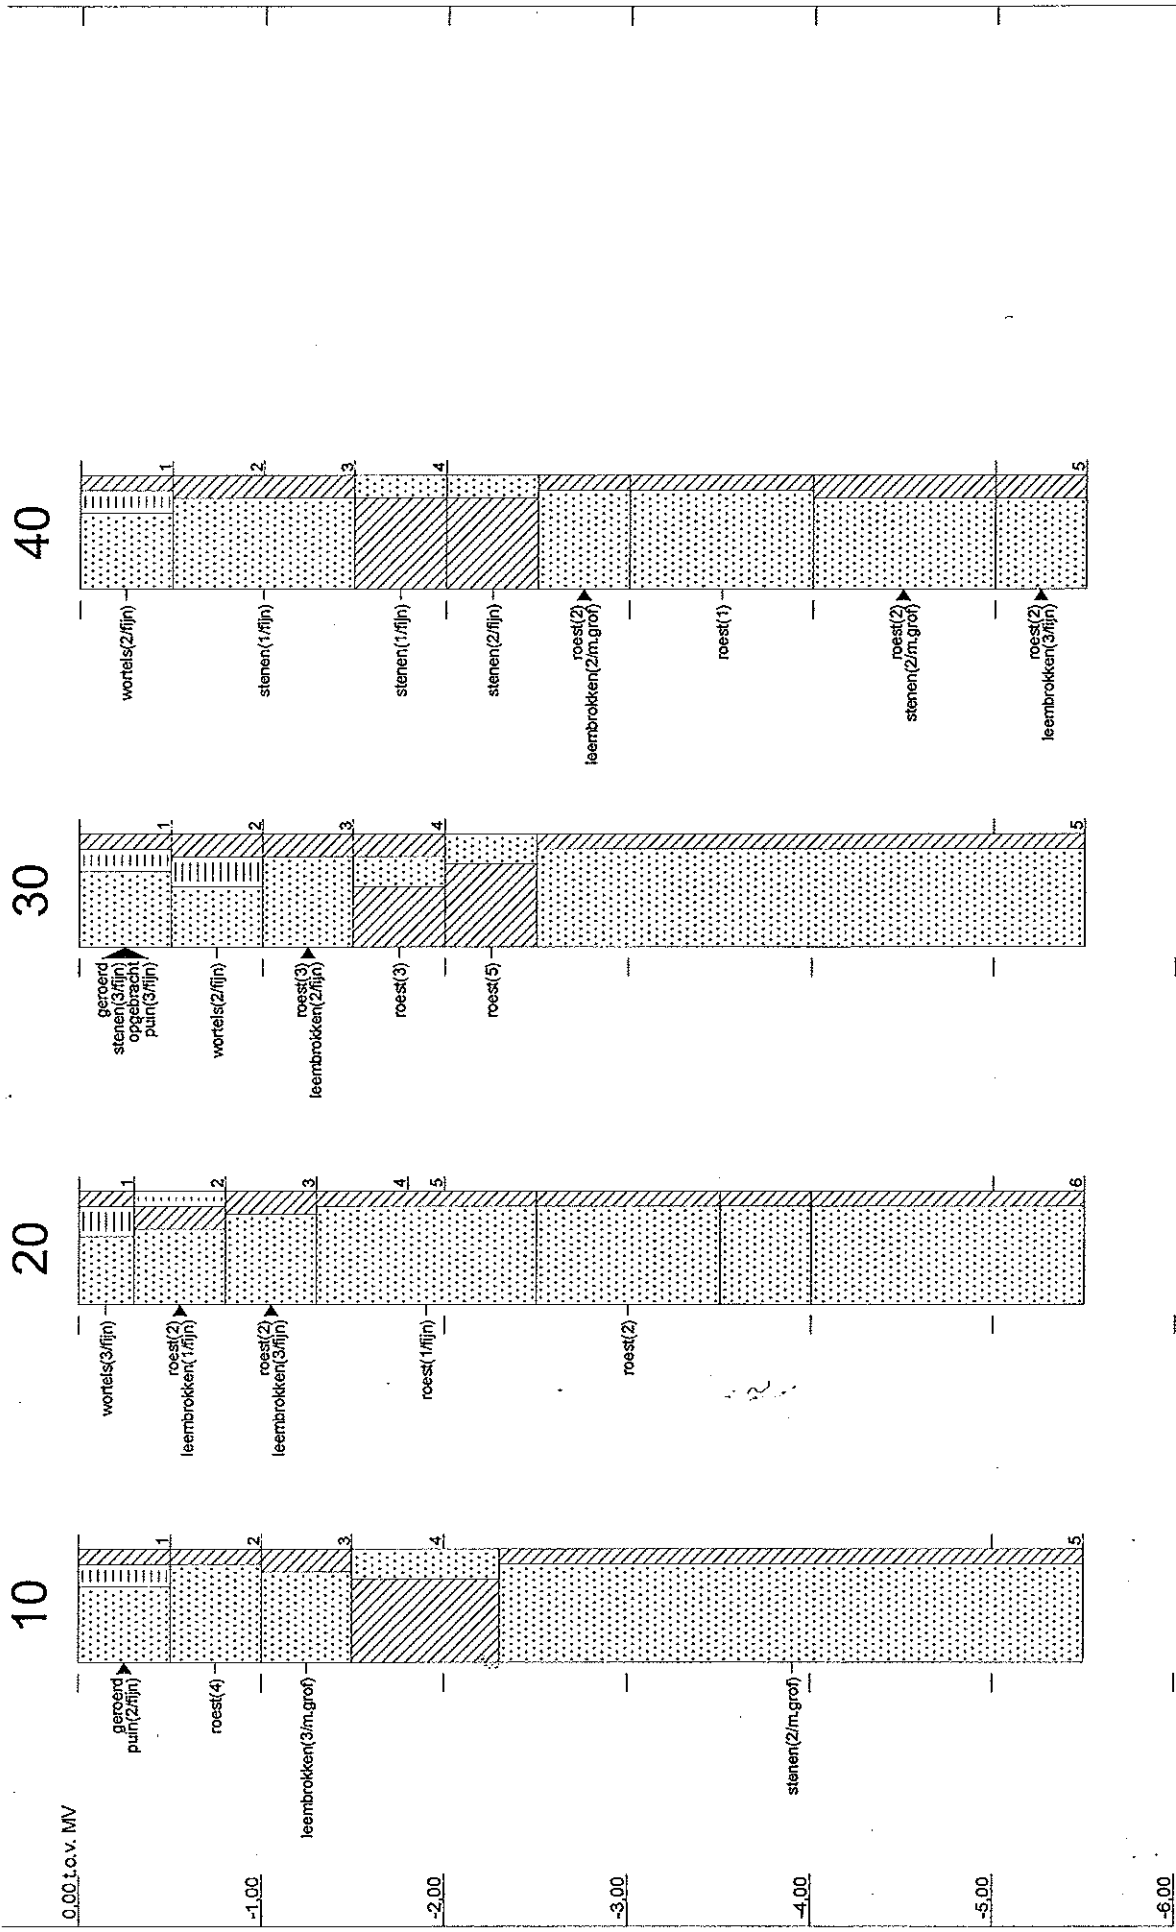 0,00 t.o.v. MV
-1,00
-2,00
-3,00
-4,00
-5,00
-6,00
10
geroerd
puin(2/fijn)
roest(4)
leembrokken(3/m.grof)
stenen(2/m.grof)
1
2
3
4
5
20
wortels(3/fijn)
roest(2)
leembrokken(1/fijn)
roest(2)
leembrokken(3/fijn)
roest(1/fijn)
roest(2)
1
2
3
4
5
6
30
geroerd
stenen(3/fijn)
opgebracht
puin(3/fijn)
wortels(2/fijn)
roest(3)
leembrokken(2/fijn)
roest(3)
roest(5)
1
2
3
4
5
40
wortels(2/fijn)
stenen(1/fijn)
stenen(1/fijn)
stenen(2/fijn)
roest(2)
leembrokken(2/m.grof)
roest(1)
roest(2)
stenen(2/m.grof)
roest(2)
leembrokken(3/fijn)
1
2
3
4
5